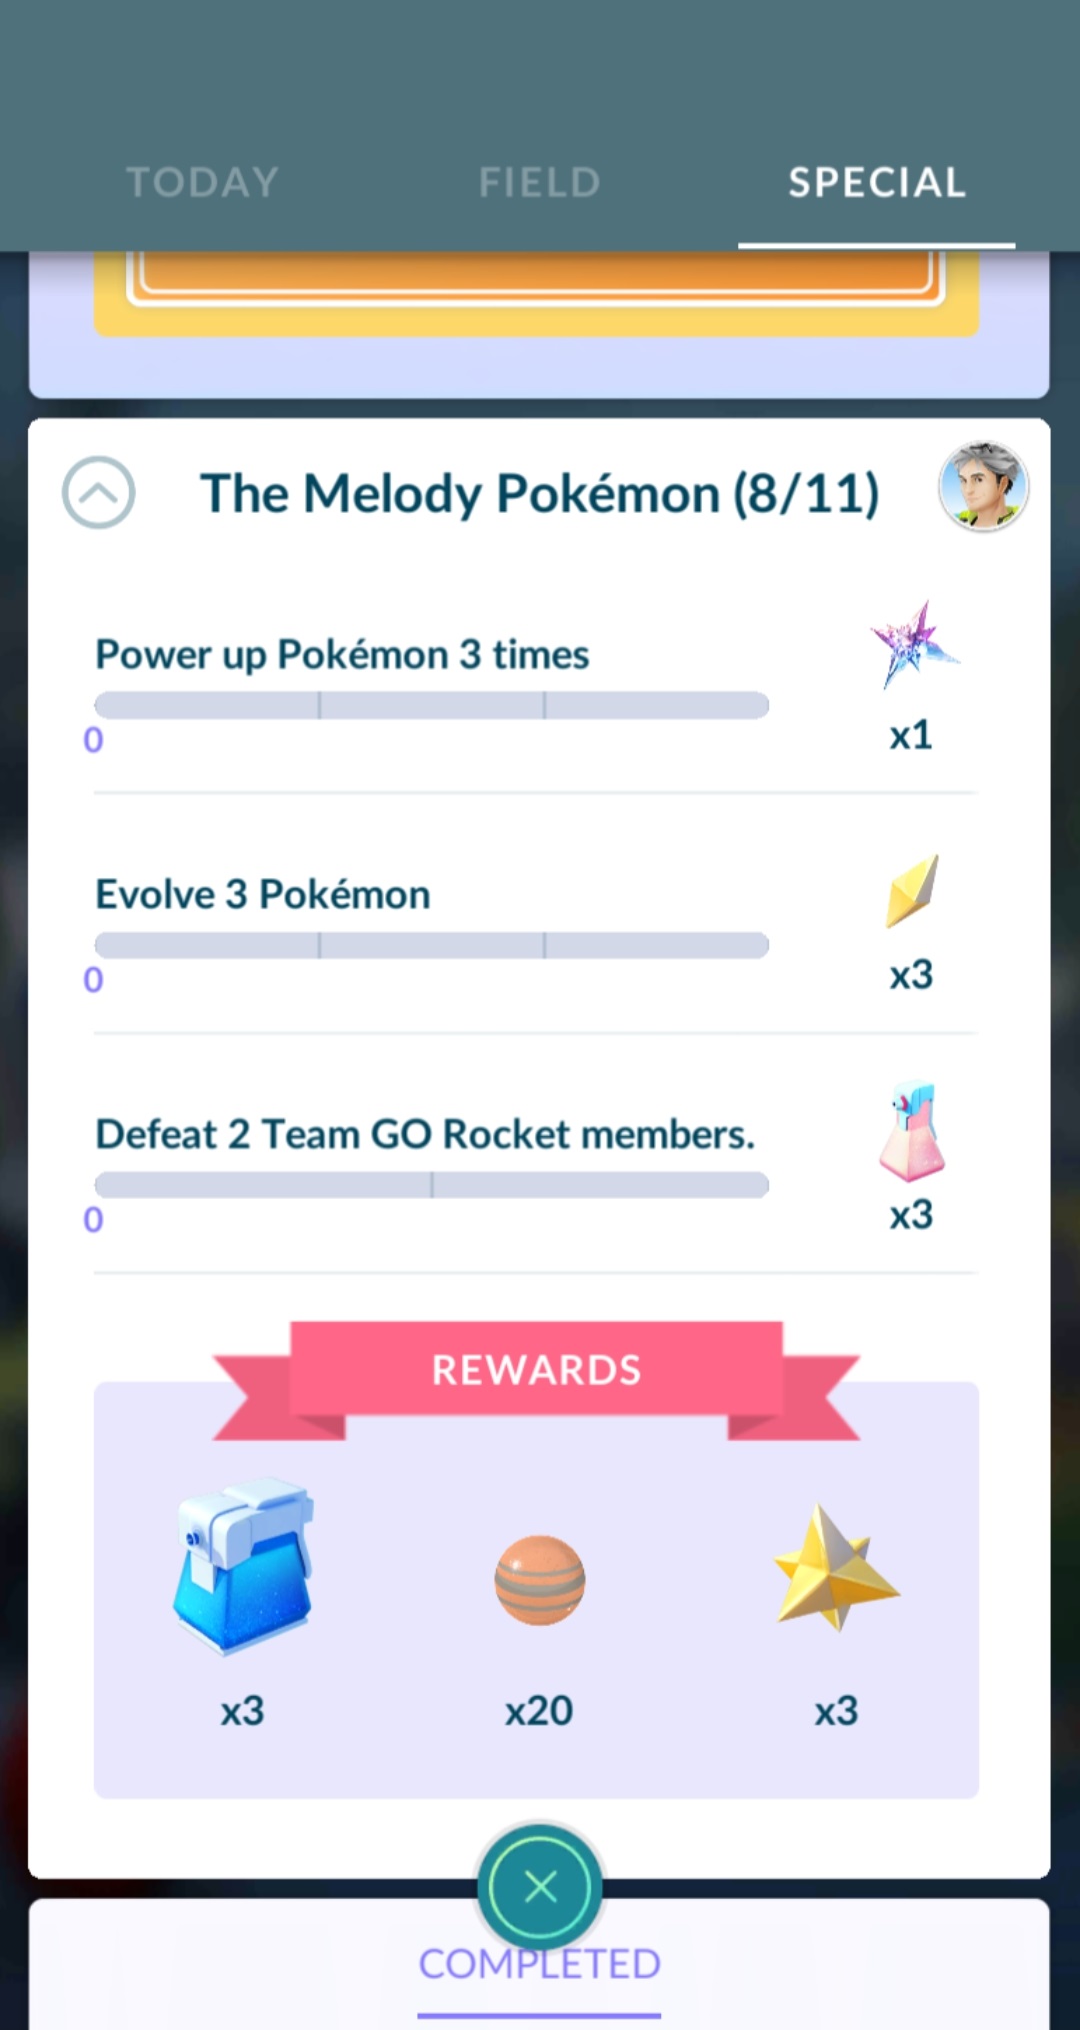 TODAY
FIELD
SPECIAL
The Melody Pokémon (8/11)
Power up Pokémon 3 times
0
x1
Evolve 3 Pokémon
0
x3
Defeat 2 Team GO Rocket members.
0
x3
REWARDS
x3
x20
x3
COMPLETED